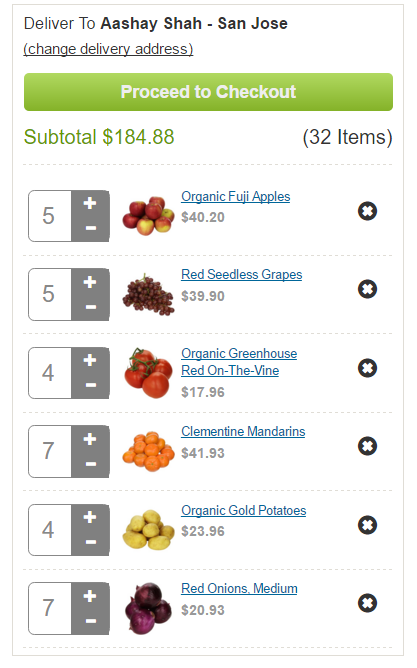 Deliver To Aashay Shah - San Jose
(change delivery address)
Proceed to Checkout
Subtotal $184.88 (32 Items)
5 + -
Organic Fuji Apples
$40.20
5 + -
Red Seedless Grapes
$39.90
4 + -
Organic Greenhouse
Red On-The-Vine
$17.96
7 + -
Clementine Mandarins
$41.93
4 + -
Organic Gold Potatoes
$23.96
7 + -
Red Onions, Medium
$20.93